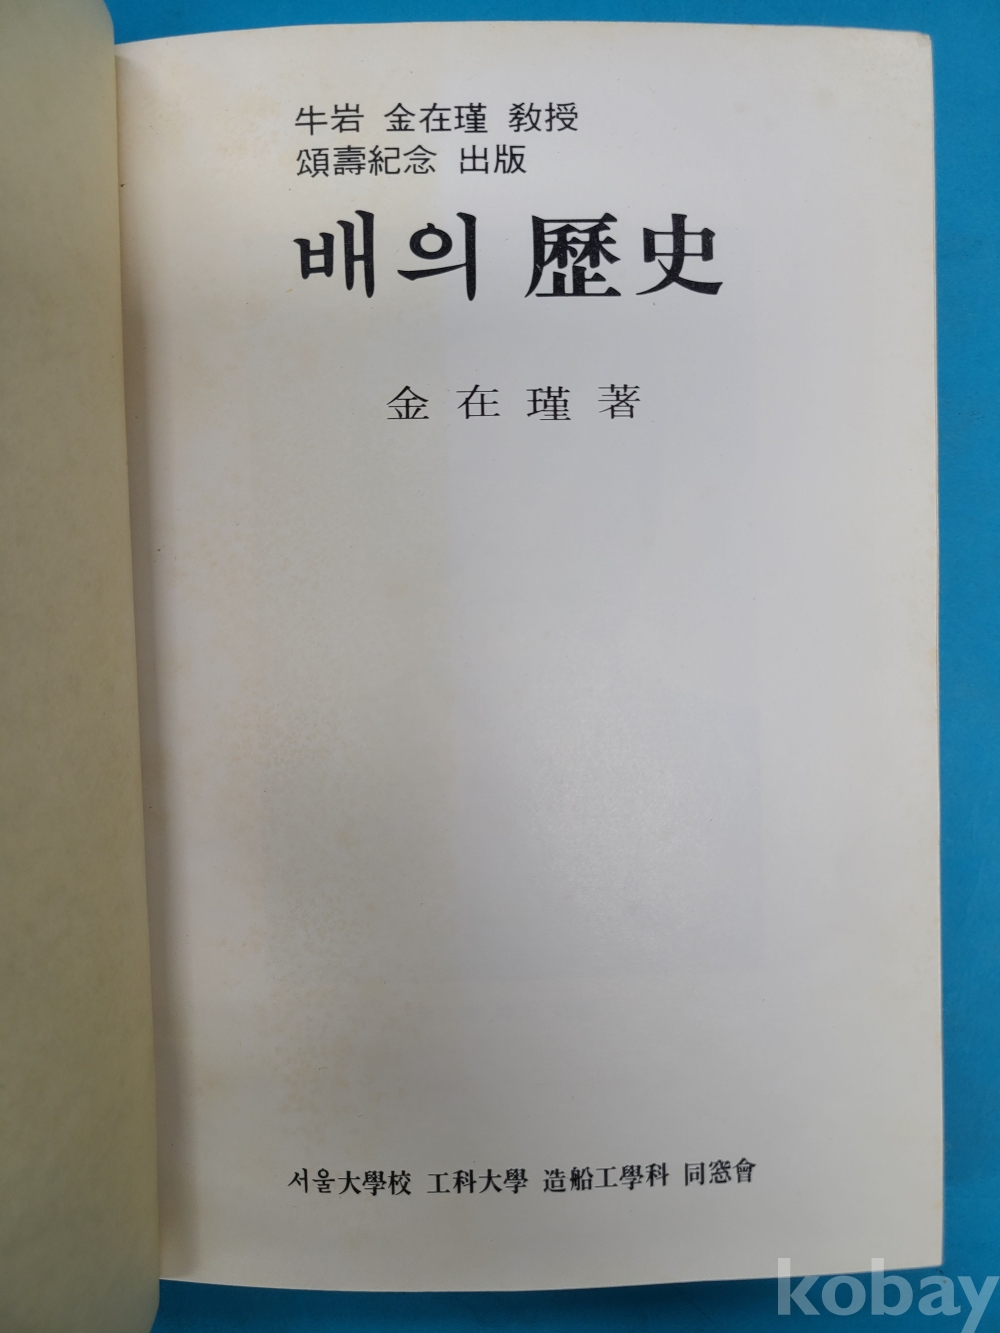 牛岩 金在瑾 敎授
頌壽紀念 出版
배의 歷史
金在瑾著
서울大學校 工科大學 造船工學科 同窓會
kobay